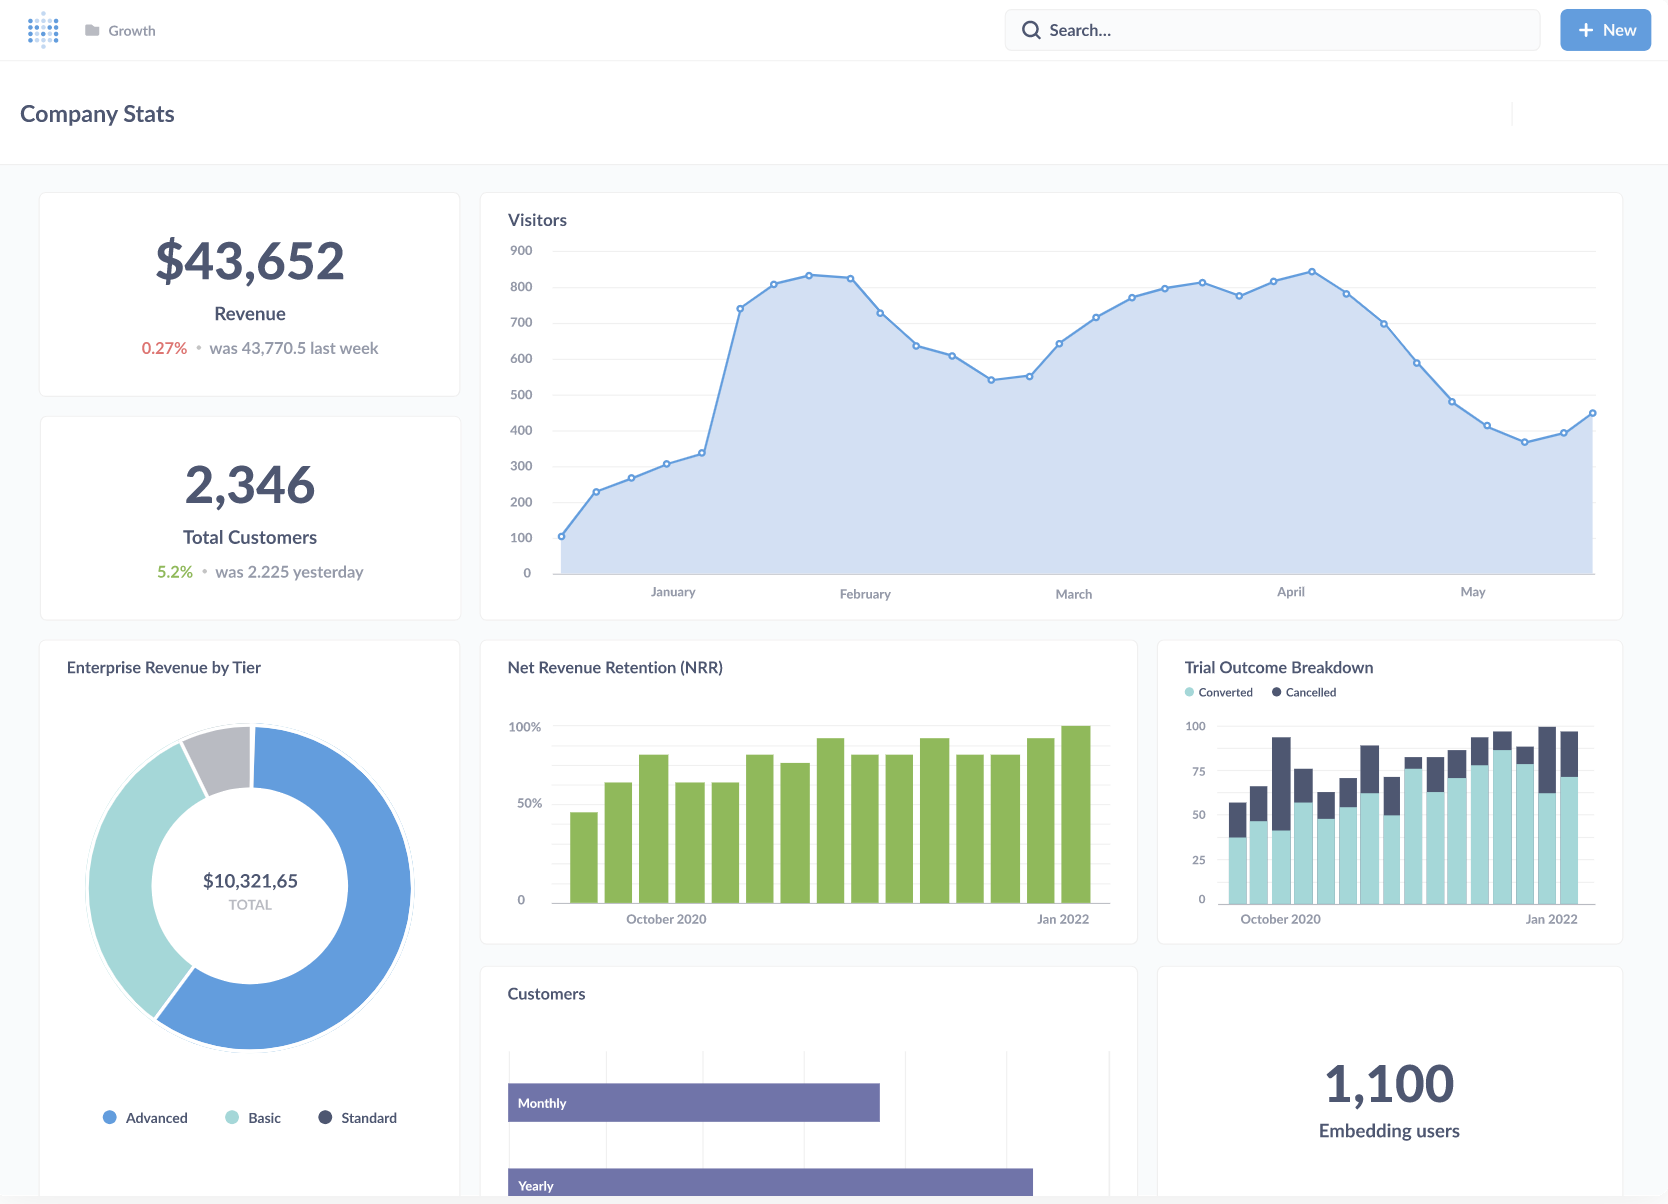 Growth
Search...
+ New
Company Stats
$43,652
Revenue
0.27% • was 43,770.5 last week
2,346
Total Customers
5.2% • was 2.225 yesterday
Visitors
900
800
700
600
500
400
300
200
100
0
January February March April May
Enterprise Revenue by Tier
$10,321,65
TOTAL
Advanced Basic Standard
Net Revenue Retention (NRR)
100%
50%
0
October 2020 Jan 2022
Trial Outcome Breakdown
Converted Cancelled
100
75
50
25
0
October 2020 Jan 2022
Customers
Monthly
Yearly
1,100
Embedding users